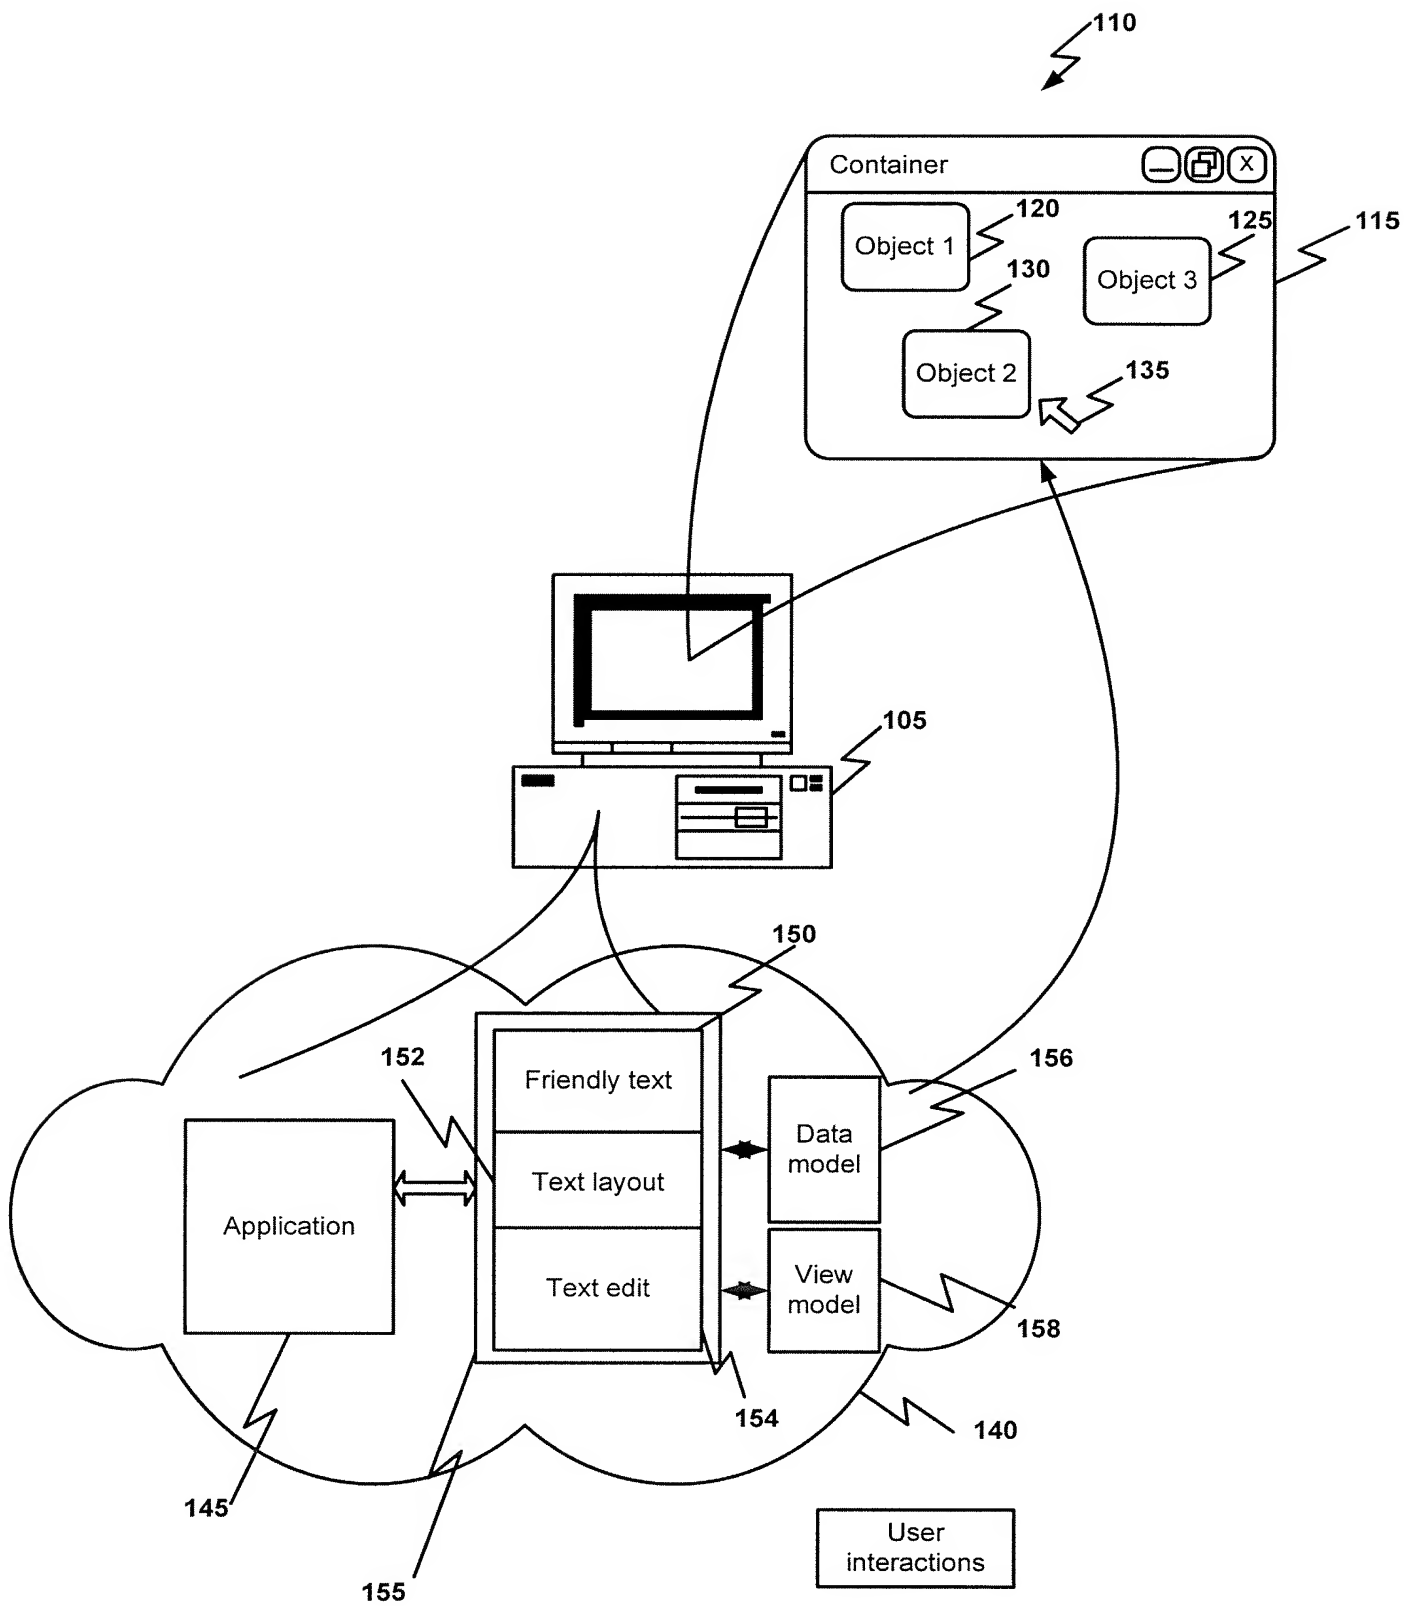 110
Container
X
120
Object 1
125
115
Object 3
130
Object 2
135
105
150
152
156
Friendly text
Data
model
Text layout
Application
View
model
Text edit
158
154
140
145
User
interactions
155